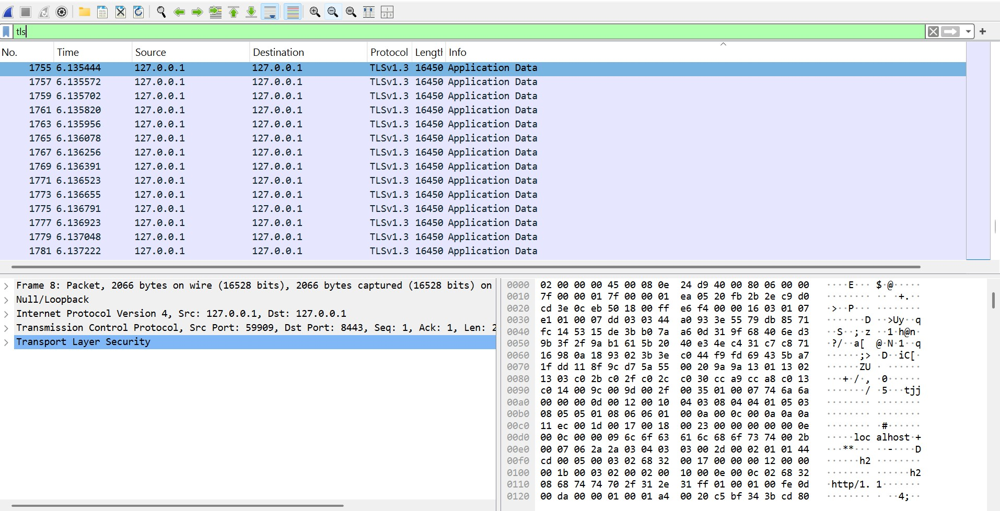 tls
No. Time Source Destination Protocol Length Info
1755 6.135444 127.0.0.1 127.0.0.1 TLSv1.3 16450 Application Data
1757 6.135572 127.0.0.1 127.0.0.1 TLSv1.3 16450 Application Data
1759 6.135702 127.0.0.1 127.0.0.1 TLSv1.3 16450 Application Data
1761 6.135820 127.0.0.1 127.0.0.1 TLSv1.3 16450 Application Data
1763 6.135956 127.0.0.1 127.0.0.1 TLSv1.3 16450 Application Data
1765 6.136078 127.0.0.1 127.0.0.1 TLSv1.3 16450 Application Data
1767 6.136256 127.0.0.1 127.0.0.1 TLSv1.3 16450 Application Data
1769 6.136391 127.0.0.1 127.0.0.1 TLSv1.3 16450 Application Data
1771 6.136523 127.0.0.1 127.0.0.1 TLSv1.3 16450 Application Data
1773 6.136655 127.0.0.1 127.0.0.1 TLSv1.3 16450 Application Data
1775 6.136791 127.0.0.1 127.0.0.1 TLSv1.3 16450 Application Data
1777 6.136923 127.0.0.1 127.0.0.1 TLSv1.3 16450 Application Data
1779 6.137048 127.0.0.1 127.0.0.1 TLSv1.3 16450 Application Data
1781 6.137222 127.0.0.1 127.0.0.1 TLSv1.3 16450 Application Data
Frame 8: Packet, 2066 bytes on wire (16528 bits), 2066 bytes captured (16528 bits) on
Null/Loopback
Internet Protocol Version 4, Src: 127.0.0.1, Dst: 127.0.0.1
Transmission Control Protocol, Src Port: 59909, Dst Port: 8443, Seq: 1, Ack: 1, Len: 2
Transport Layer Security
0000 02 00 00 00 45 00 08 0e 24 d9 40 00 80 06 00 00 ····E··· $·@·····
0010 7f 00 00 01 7f 00 00 01 ea 05 20 fb 2b 2e c9 d0 ········ ·· ·+.··
0020 cd 3e 0c eb 50 18 00 ff e6 f4 00 00 16 03 01 07 ·>··P··· ········
0030 e1 01 00 07 dd 03 03 44 a0 93 3e 55 79 db 85 71 ·······D ··>Uy··q
0040 fc 14 53 15 de 3b b0 7a a6 0d 31 9f 68 40 6e d3 ··S··;·z ··1·h@n·
0050 9b 3f 2f 9a b1 61 5b 20 40 e3 4e c4 31 c7 c8 71 ·?/··a[  @·N·1··q
0060 16 98 0a 18 93 02 3b 3e c0 44 f9 fd 69 43 5b a7 ······;> ·D··iC[·
0070 1f dd 11 8f 9c d7 5a 55 00 20 9a 9a 13 01 13 02 ······ZU · ······
0080 13 03 c0 2b c0 2f c0 2c c0 30 cc a9 cc a8 c0 13 ···+·/·, ·0······
0090 c0 14 00 9c 00 9d 00 2f 00 35 01 00 07 74 6a 6a ·······/ ·5···tjj
00a0 00 00 00 0d 00 12 00 10 04 03 08 04 04 01 05 03 ········ ········
00b0 08 05 05 01 08 06 06 01 00 0a 00 0c 00 0a 0a 0a ········ ········
00c0 11 ec 00 1d 00 17 00 18 00 23 00 00 00 00 00 0e ········ ·#······
00d0 00 0c 00 00 09 6c 6f 63 61 6c 68 6f 73 74 00 2b ·····loc alhost·+
00e0 00 07 06 2a 2a 03 04 03 03 00 2d 00 02 01 01 44 ···**··· ··-····D
00f0 cd 00 05 00 03 02 68 32 00 17 00 00 00 12 00 00 ······h2 ········
0100 00 1b 00 03 02 00 02 00 10 00 0e 00 0c 02 68 32 ········ ······h2
0110 08 68 74 74 70 2f 31 2e 31 ff 01 00 01 00 fe 0d ·http/1. 1·······
0120 00 da 00 00 01 00 01 a4 00 20 c5 bf 34 3b cd 80 ········ · ··4;··